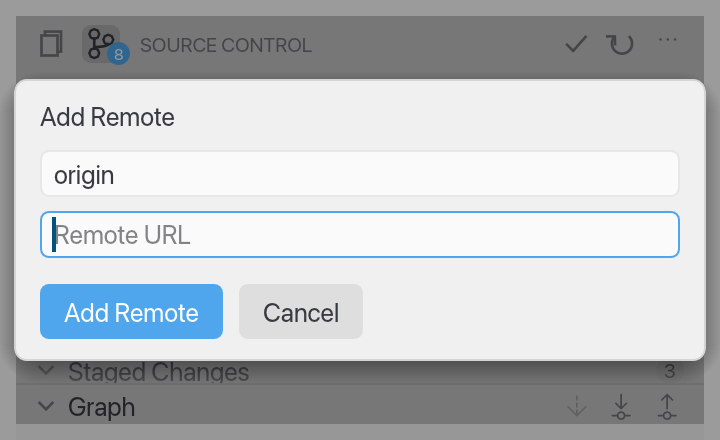 8
SOURCE CONTROL
Add Remote
origin
Remote URL
Add Remote
Cancel
Staged Changes
3
Graph